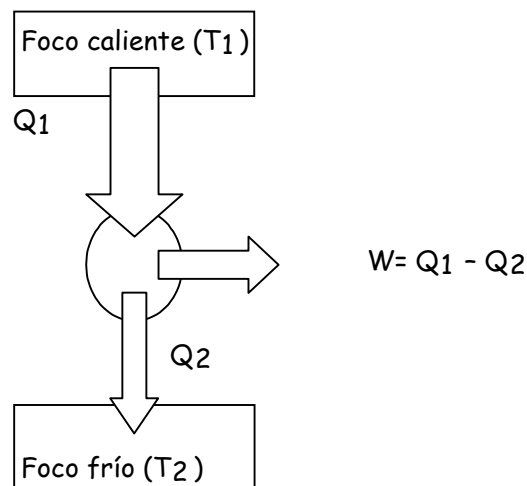 Foco caliente (T1)
Q1
W= Q1 – Q2
Q2
Foco frío (T2)